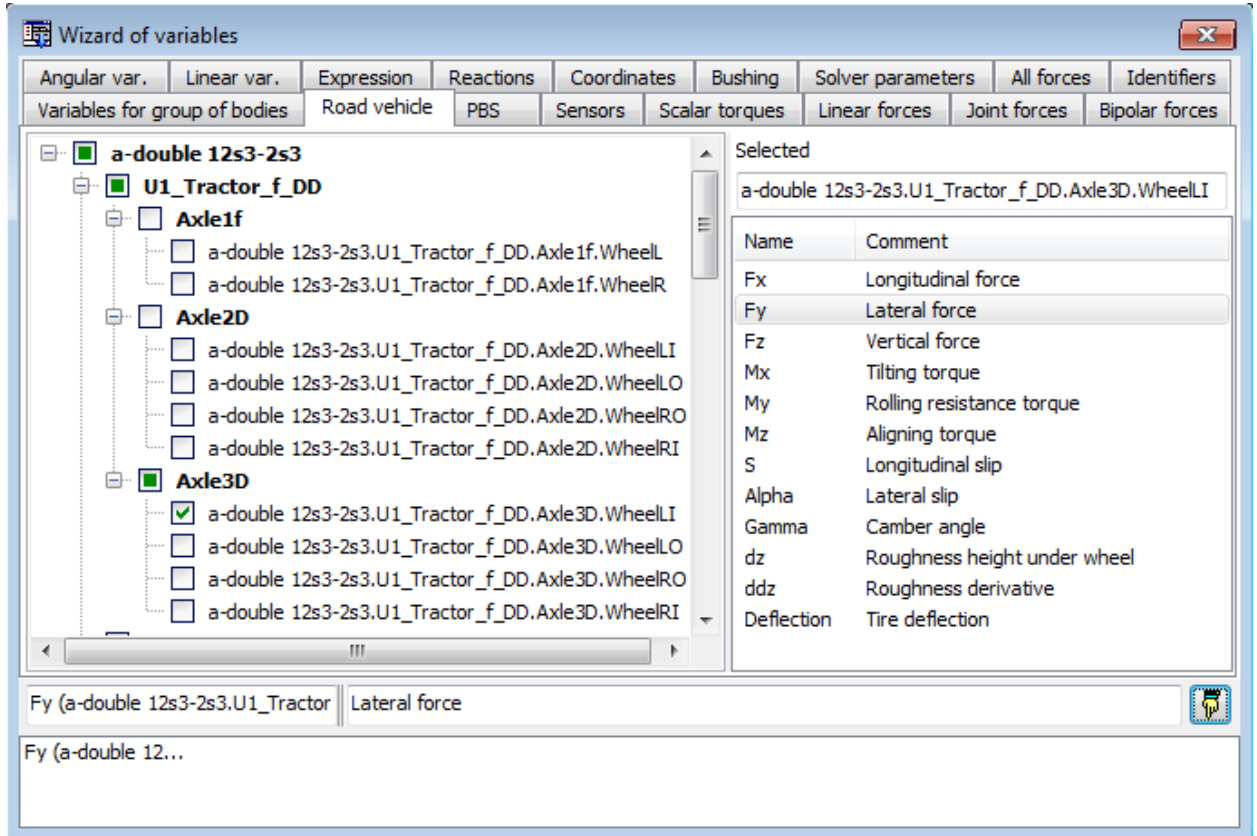 Wizard of variables
Angular var. Linear var. Expression Reactions Coordinates Bushing Solver parameters All forces Identifiers
Variables for group of bodies Road vehicle PBS Sensors Scalar torques Linear forces Joint forces Bipolar forces
a-double 12s3-2s3
U1_Tractor_f_DD
Axle1f
a-double 12s3-2s3.U1_Tractor_f_DD.Axle1f.WheelL
a-double 12s3-2s3.U1_Tractor_f_DD.Axle1f.WheelR
Axle2D
a-double 12s3-2s3.U1_Tractor_f_DD.Axle2D.WheelLI
a-double 12s3-2s3.U1_Tractor_f_DD.Axle2D.WheelLO
a-double 12s3-2s3.U1_Tractor_f_DD.Axle2D.WheelRO
a-double 12s3-2s3.U1_Tractor_f_DD.Axle2D.WheelRI
Axle3D
a-double 12s3-2s3.U1_Tractor_f_DD.Axle3D.WheelLI
a-double 12s3-2s3.U1_Tractor_f_DD.Axle3D.WheelLO
a-double 12s3-2s3.U1_Tractor_f_DD.Axle3D.WheelRO
a-double 12s3-2s3.U1_Tractor_f_DD.Axle3D.WheelRI
Selected
a-double 12s3-2s3.U1_Tractor_f_DD.Axle3D.WheelLI
Name Comment
Fx Longitudinal force
Fy Lateral force
Fz Vertical force
Mx Tilting torque
My Rolling resistance torque
Mz Aligning torque
S Longitudinal slip
Alpha Lateral slip
Gamma Camber angle
dz Roughness height under wheel
ddz Roughness derivative
Deflection Tire deflection
Fy (a-double 12s3-2s3.U1_Tractor Lateral force
Fy (a-double 12...